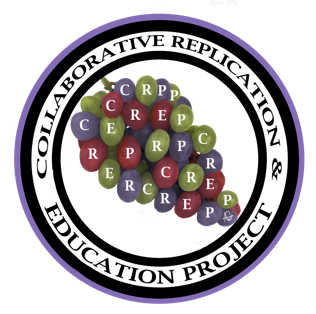 COLLABORATIVE REPLICATION &
EDUCATION PROJECT
C R P P
C R E P
C E P C
R P R P R
E R C R C R E
R E P P